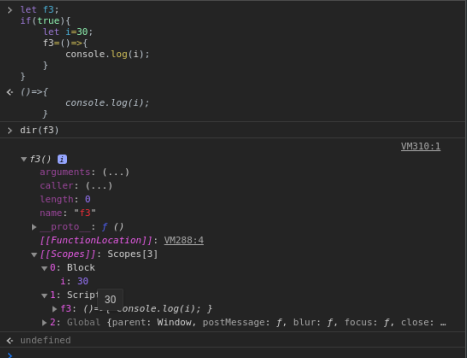 > let f3;
if(true){
let i=30;
f3=()=>{
console.log(i);
}
}
()=>{
console.log(i);
}
> dir(f3)
VM310:1
▼ f3() i
arguments: (...)
caller: (...)
length: 0
name: "f3"
▶ __proto__: ƒ ()
[[FunctionLocation]]: VM288:4
▼ [[Scopes]]: Scopes[3]
▼ 0: Block
i: 30
▼ 1: Script
30
▶ f3: ()=>{ console.log(i); }
▶ 2: Global {parent: Window, postMessage: ƒ, blur: ƒ, focus: ƒ, close: …
undefined
>